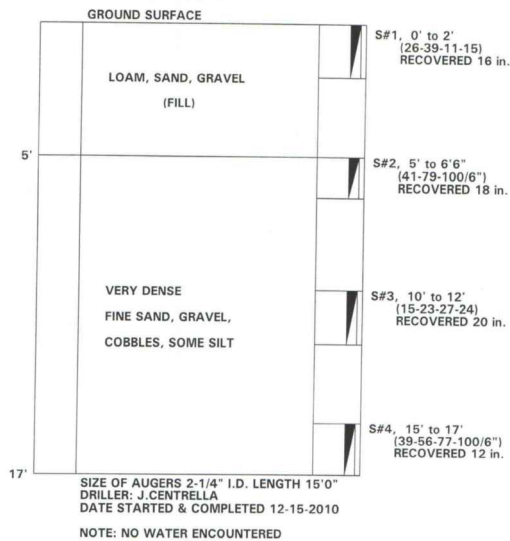 GROUND SURFACE
S#1, 0' to 2'
(26-39-11-15)
RECOVERED 16 in.
LOAM, SAND, GRAVEL
(FILL)
5'
S#2, 5' to 6'6"
(41-79-100/6")
RECOVERED 18 in.
VERY DENSE
FINE SAND, GRAVEL,
COBBLES, SOME SILT
S#3, 10' to 12'
(15-23-27-24)
RECOVERED 20 in.
S#4, 15' to 17'
(39-56-77-100/6")
RECOVERED 12 in.
17'
SIZE OF AUGERS 2-1/4" I.D. LENGTH 15'0"
DRILLER: J.CENTRELLA
DATE STARTED & COMPLETED 12-15-2010
NOTE: NO WATER ENCOUNTERED